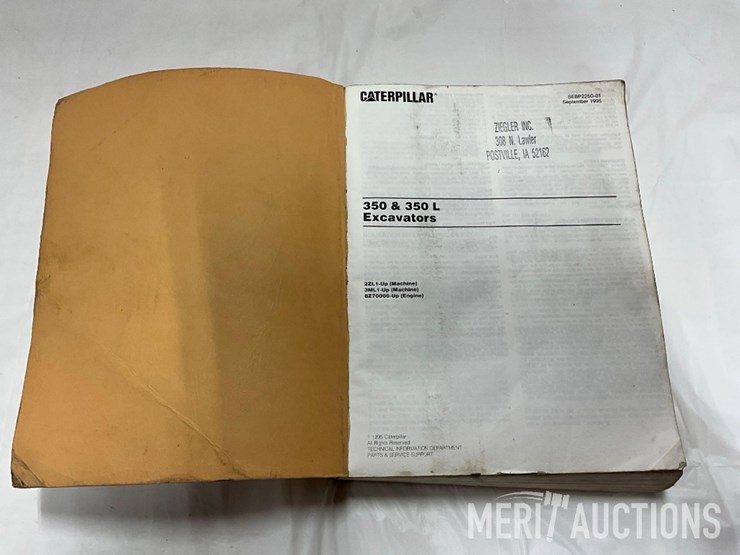 CATERPILLAR®
SEBP2250-01
September 1995
ZIEGLER INC.
308 N. Lawler
POSTVILLE, IA 52162
350 & 350 L
Excavators
2ZL1-Up (Machine)
3ML1-Up (Machine)
8Z70000-Up (Engine)
Caterpillar
All Rights Reserved
TECHNICAL INFORMATION DEPARTMENT
PARTS & SERVICE SUPPORT
MERIT AUCTIONS